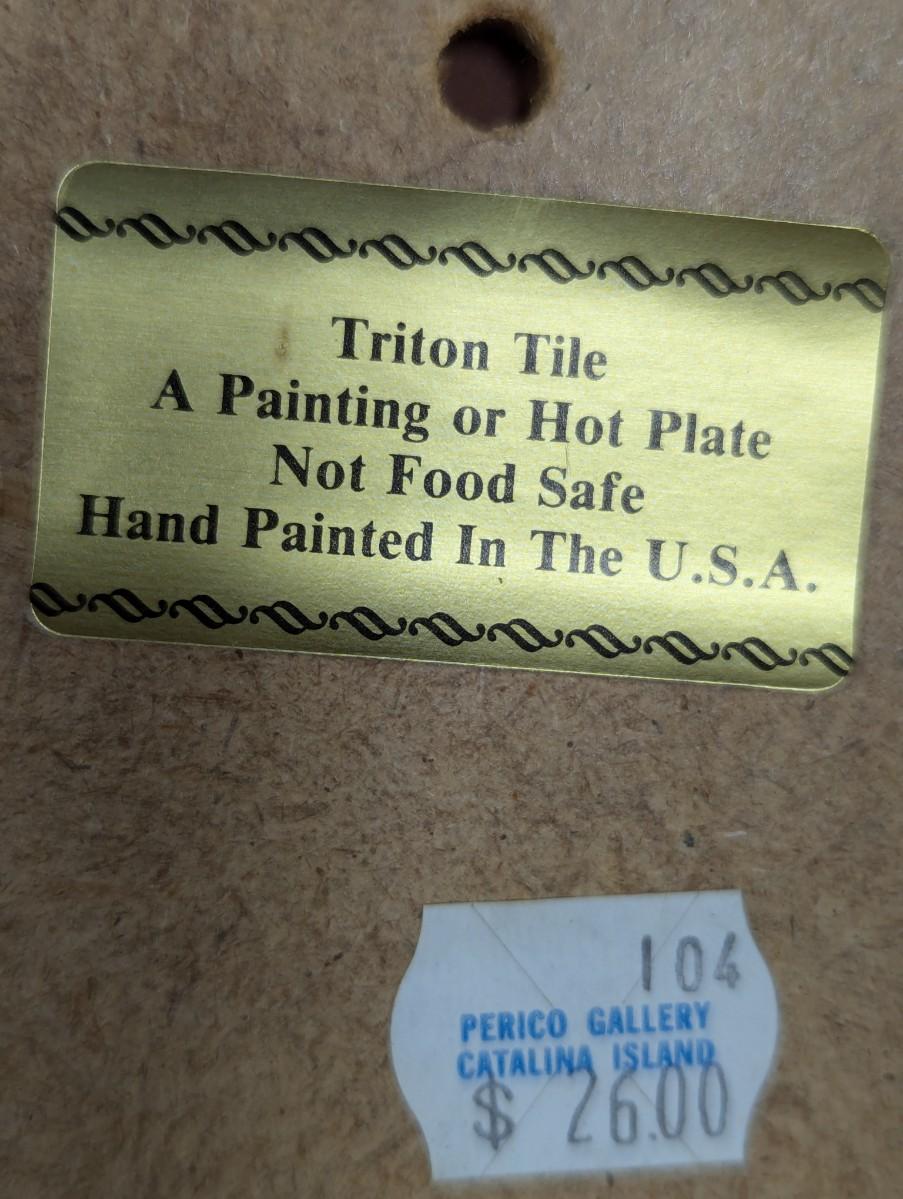 Triton Tile
A Painting or Hot Plate
Not Food Safe
Hand Painted In The U.S.A.
104
PERICO GALLERY
CATALINA ISLAND
$ 26.00